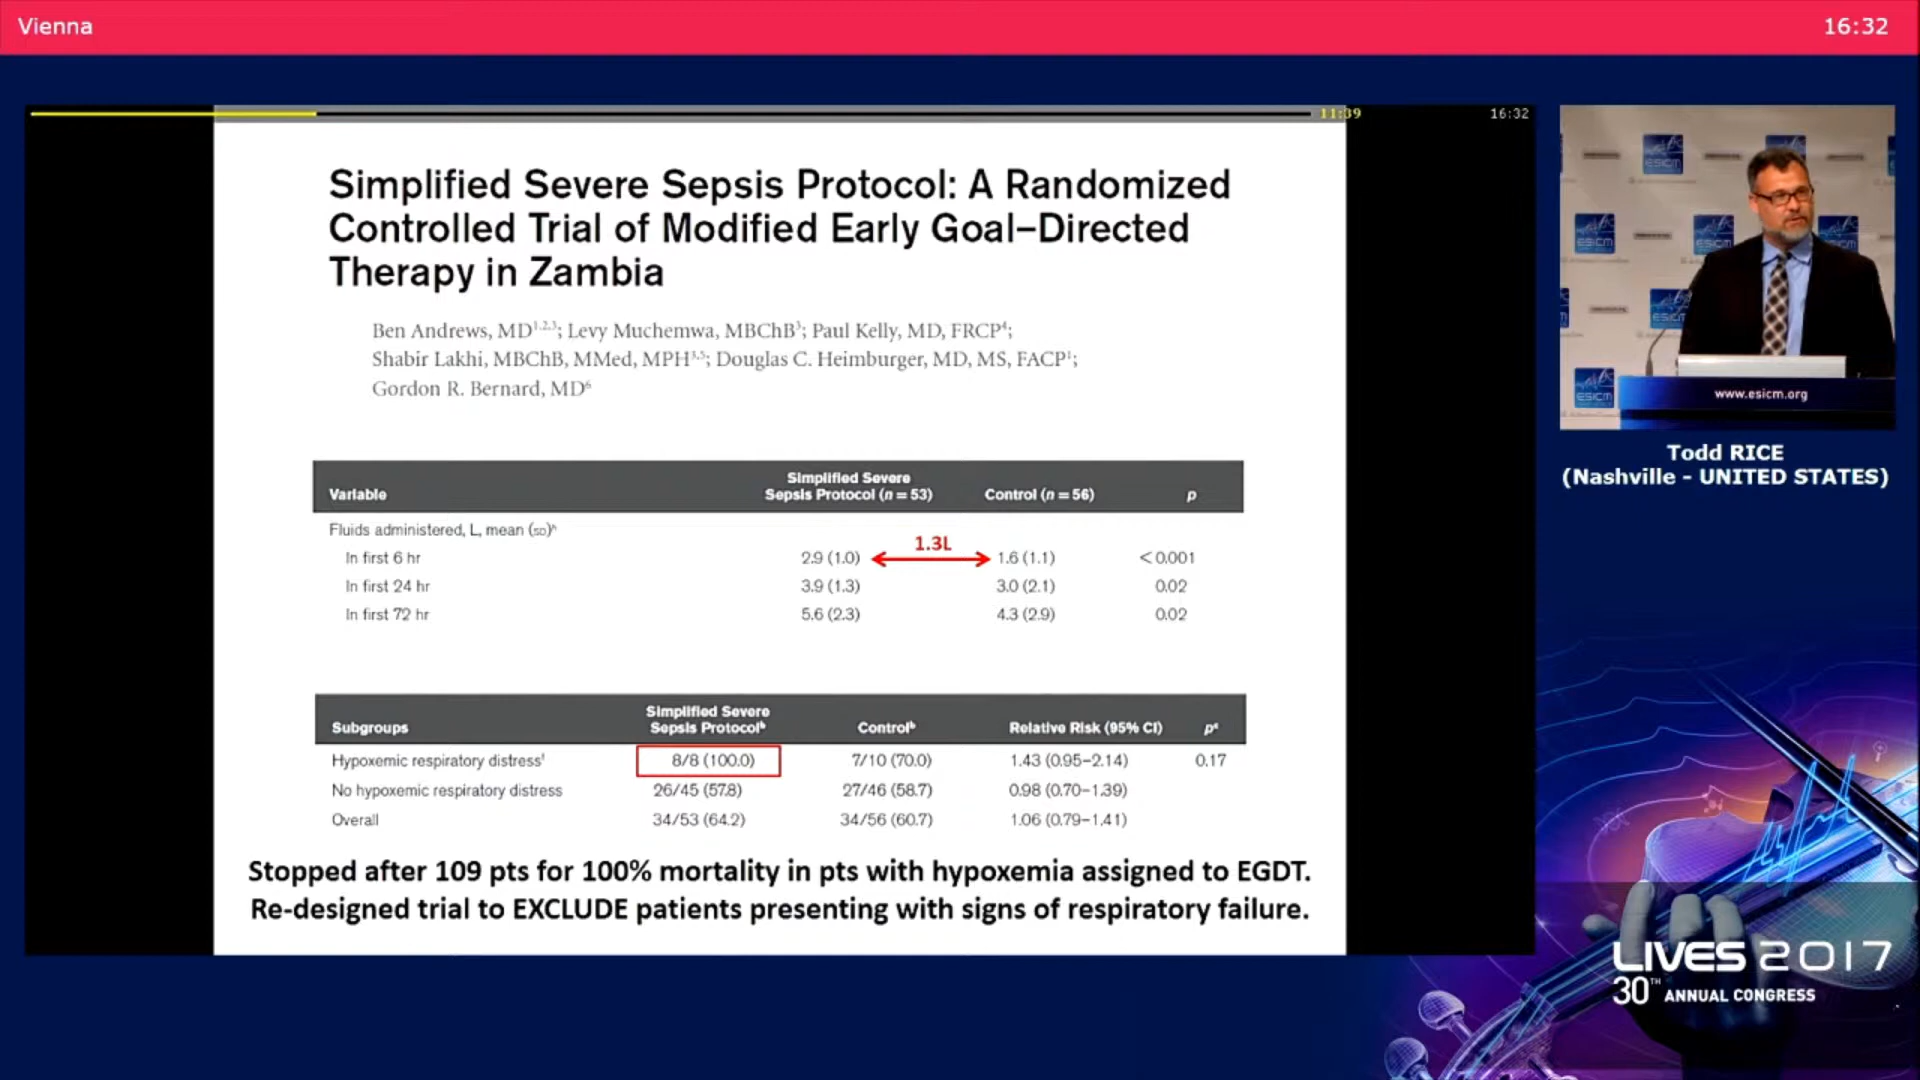 Vienna
16:32
11:39
16:32
Simplified Severe Sepsis Protocol: A Randomized
Controlled Trial of Modified Early Goal–Directed
Therapy in Zambia
Ben Andrews, MD1,2,3; Levy Muchemwa, MBChB3; Paul Kelly, MD, FRCP4;
Shabir Lakhi, MBChB, MMed, MPH3,5; Douglas C. Heimburger, MD, MS, FACP1;
Gordon R. Bernard, MD6
Variable Simplified Severe Sepsis Protocol (n = 53) Control (n = 56) p
Fluids administered, L, mean (SD)h
1.3L
In first 6 hr 2.9 (1.0) 1.6 (1.1) <0.001
In first 24 hr 3.9 (1.3) 3.0 (2.1) 0.02
In first 72 hr 5.6 (2.3) 4.3 (2.9) 0.02
Subgroups Simplified Severe Sepsis Protocolb Controlb Relative Risk (95% CI) p
Hypoxemic respiratory distress 8/8 (100.0) 7/10 (70.0) 1.43 (0.95–2.14) 0.17
No hypoxemic respiratory distress 26/45 (57.8) 27/46 (58.7) 0.98 (0.70–1.39)
Overall 34/53 (64.2) 34/56 (60.7) 1.06 (0.79–1.41)
Stopped after 109 pts for 100% mortality in pts with hypoxemia assigned to EGDT.
Re-designed trial to EXCLUDE patients presenting with signs of respiratory failure.
ESICM
ESICM
ESICM
ESICM
ESICM
www.esicm.org
Todd RICE
(Nashville - UNITED STATES)
LIVES 2017
30TH ANNUAL CONGRESS